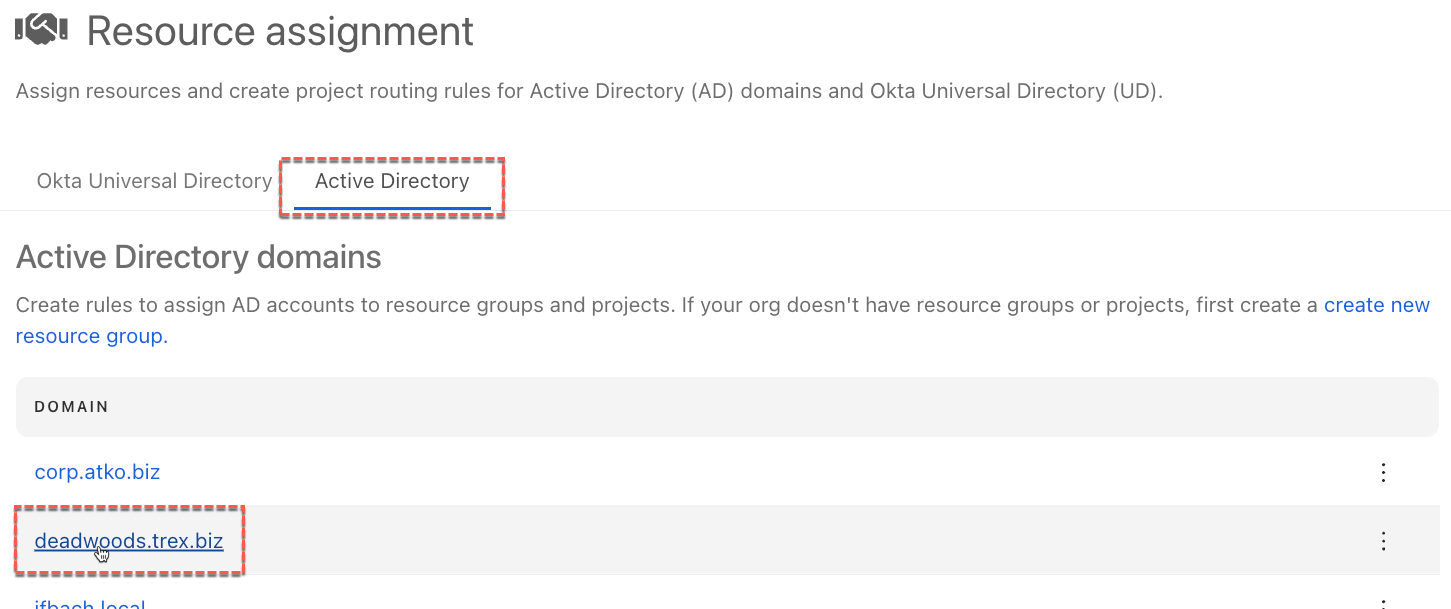 Resource assignment
Assign resources and create project routing rules for Active Directory (AD) domains and Okta Universal Directory (UD).
Okta Universal Directory
Active Directory
Active Directory domains
Create rules to assign AD accounts to resource groups and projects. If your org doesn't have resource groups or projects, first create a create new
resource group.
DOMAIN
corp.atko.biz
deadwoods.trex.biz